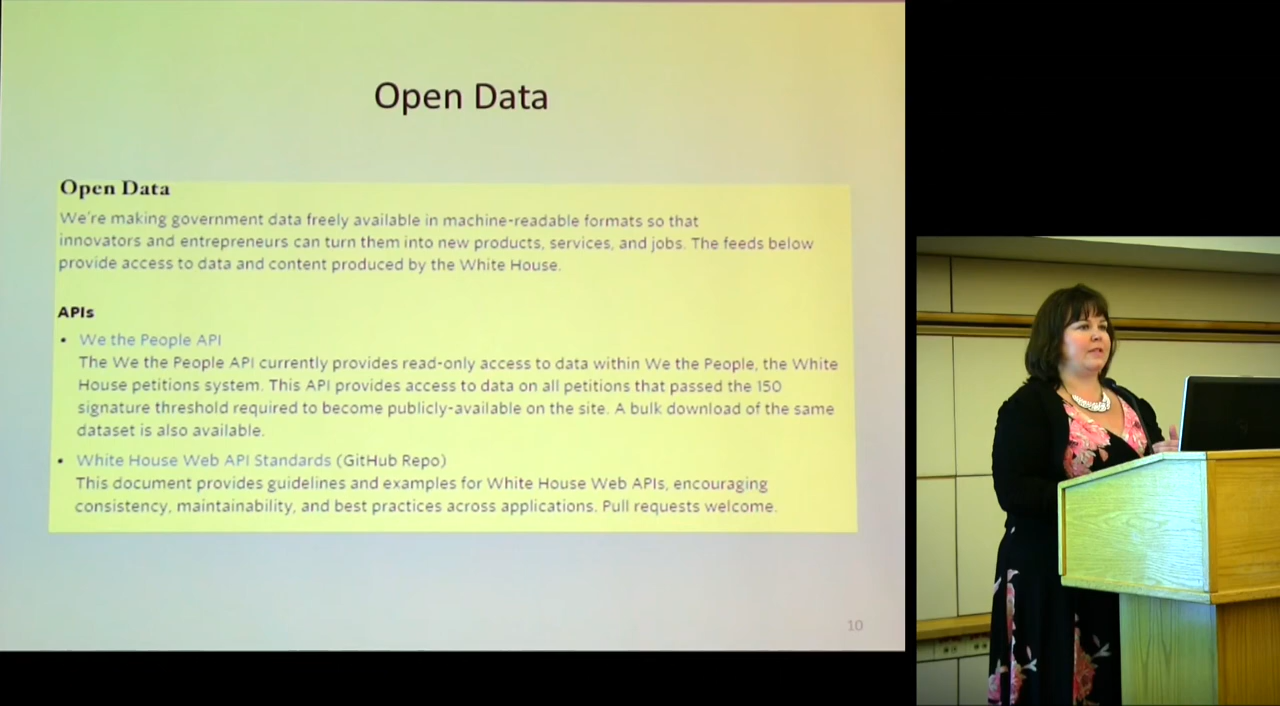 Open Data
Open Data
We're making government data freely available in machine-readable formats so that
innovators and entrepreneurs can turn them into new products, services, and jobs. The feeds below
provide access to data and content produced by the White House.
APIs
• We the People API
The We the People API currently provides read-only access to data within We the People, the White
House petitions system. This API provides access to data on all petitions that passed the 150
signature threshold required to become publicly-available on the site. A bulk download of the same
dataset is also available.
• White House Web API Standards (GitHub Repo)
This document provides guidelines and examples for White House Web APIs, encouraging
consistency, maintainability, and best practices across applications. Pull requests welcome.
10